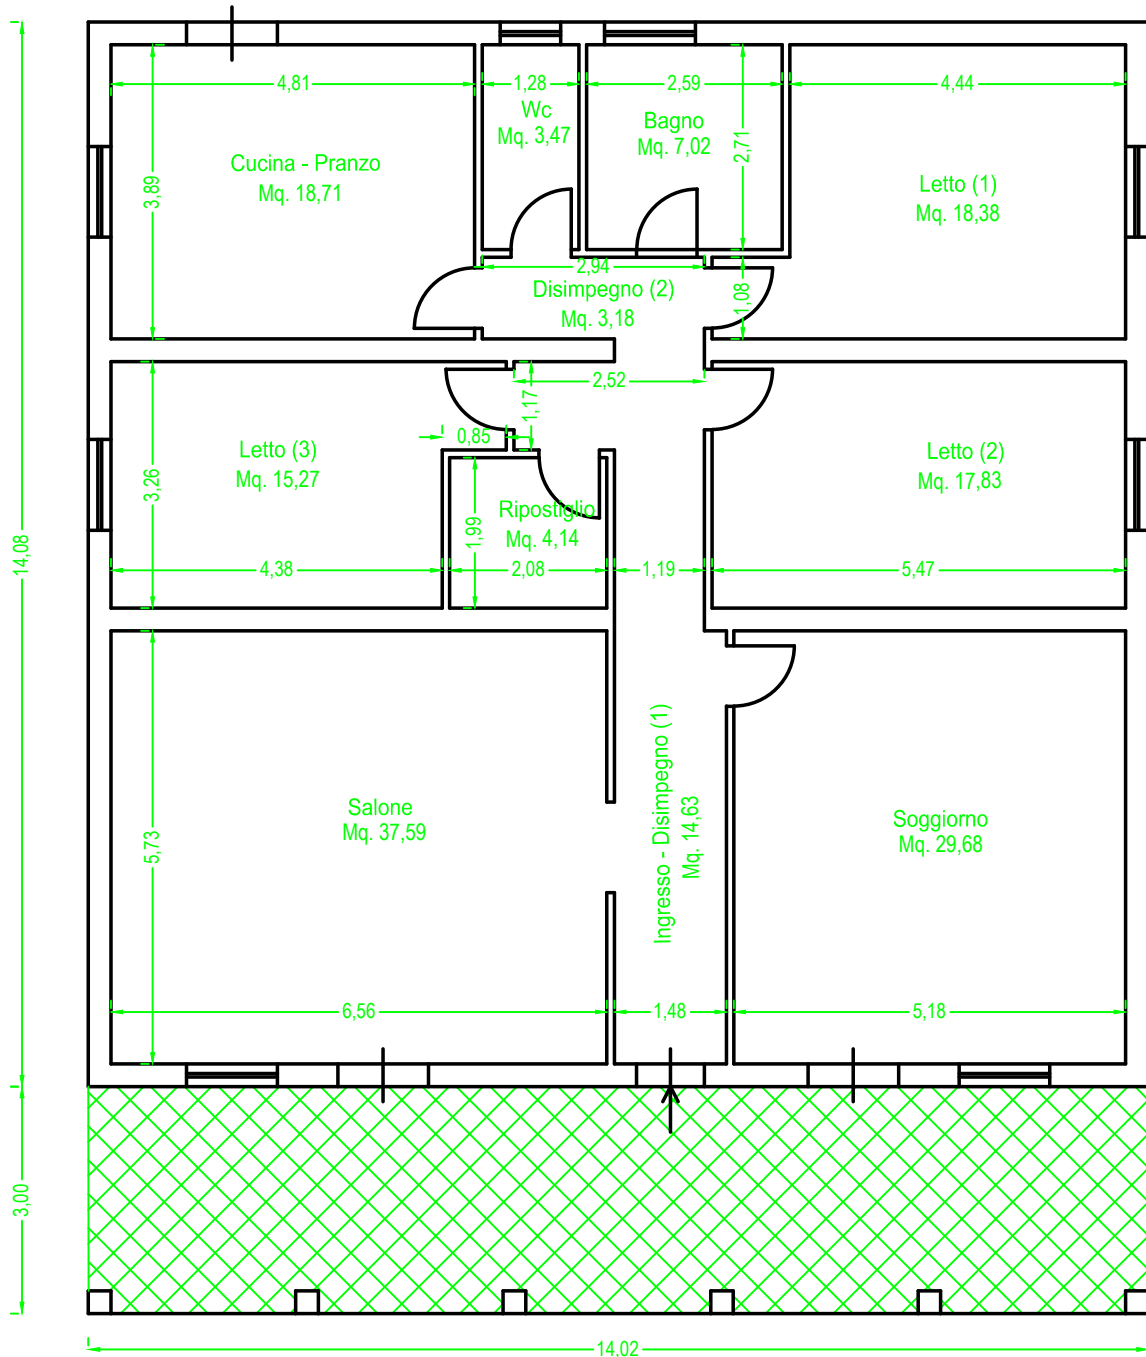 4,81
1,28
2,59
4,44
Wc
Mq. 3,47
Bagno
Mq. 7,02
2,71
Cucina - Pranzo
Mq. 18,71
3,89
Letto (1)
Mq. 18,38
2,94
Disimpegno (2)
Mq. 3,18
1,08
2,52
1,17
0,85
Letto (3)
Mq. 15,27
3,26
Letto (2)
Mq. 17,83
Ripostiglio
Mq. 4,14
1,99
14,08
4,38
2,08
1,19
5,47
Ingresso - Disimpegno (1)
Mq. 14,63
Salone
Mq. 37,59
5,73
Soggiorno
Mq. 29,68
6,56
1,48
5,18
3,00
14,02